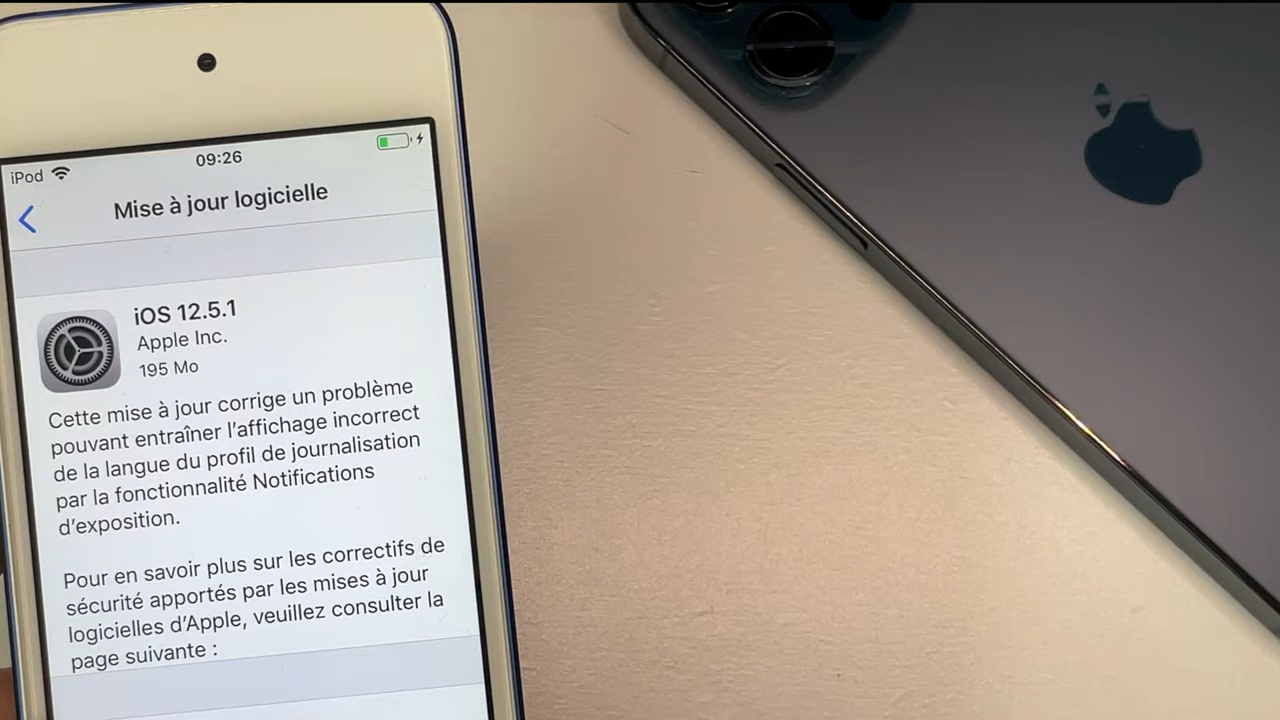 09:26
iPod
Mise à jour logicielle
iOS 12.5.1
Apple Inc.
195 Mo
Cette mise à jour corrige un problème
pouvant entraîner l’affichage incorrect
de la langue du profil de journalisation
par la fonctionnalité Notifications
d’exposition.
Pour en savoir plus sur les correctifs de
sécurité apportés par les mises à jour
logicielles d’Apple, veuillez consulter la
page suivante :